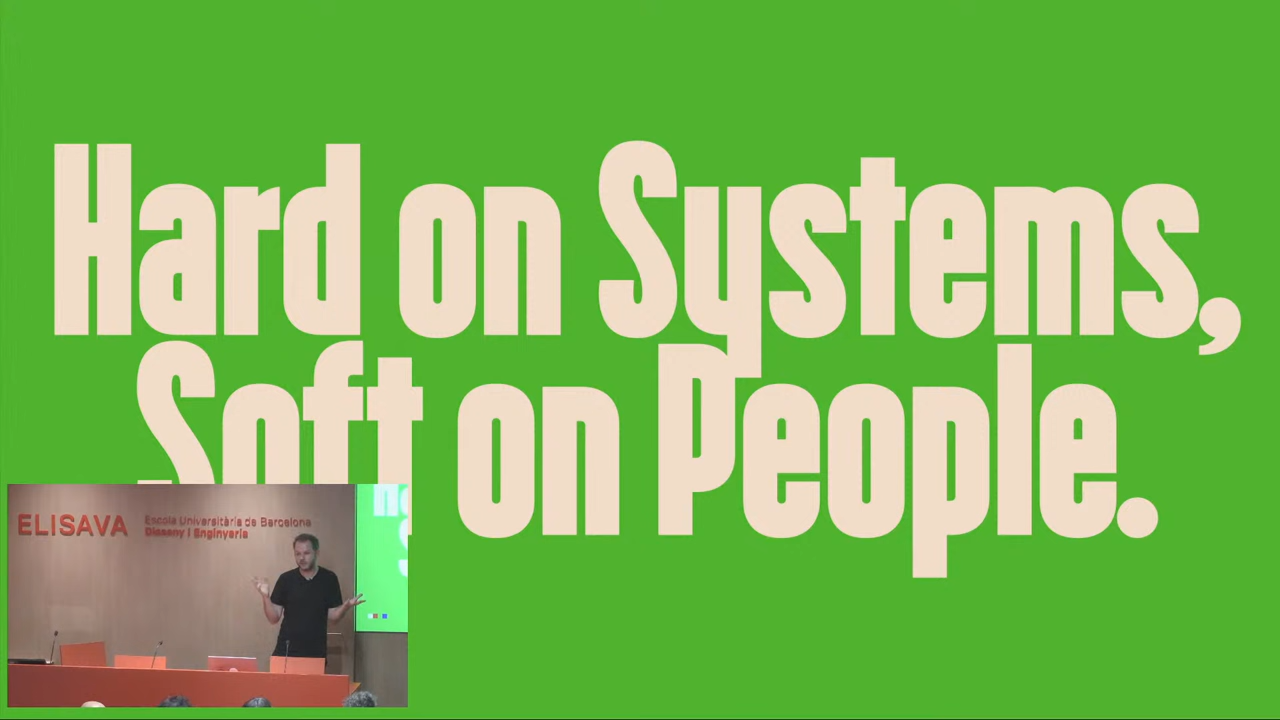 Hard on Systems,
Soft on People.
ELISAVA
Escola Universitària de Barcelona
Disseny i Enginyeria